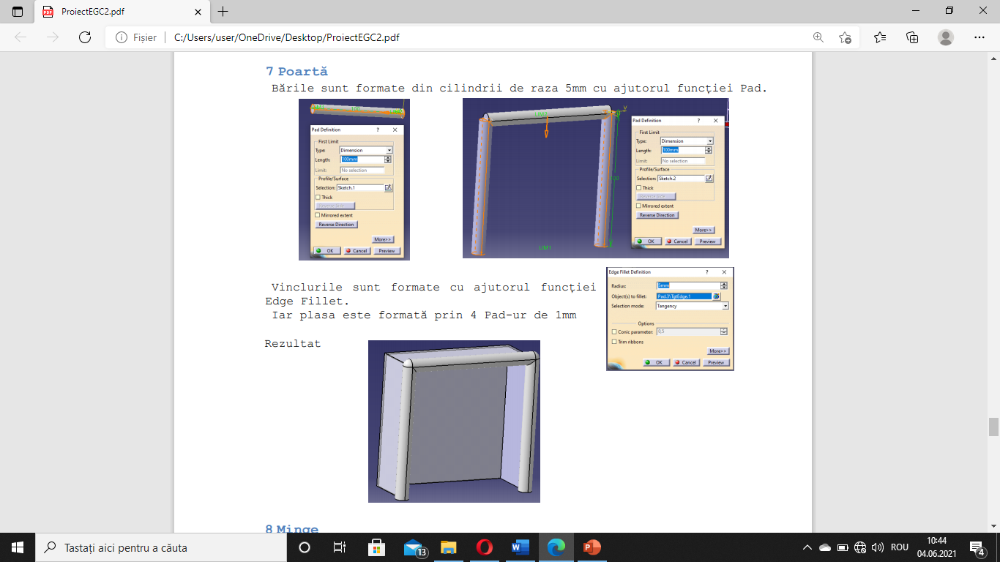 ProiectEGC2.pdf
Fișier
C:/Users/user/OneDrive/Desktop/ProiectEGC2.pdf
7 Poartă
Bările sunt formate din cilindrii de raza 5mm cu ajutorul funcției Pad.
Pad Definition
First Limit
Type: Dimension
Length: 100mm
Limit: No selection
Profile/Surface
Selection: Sketch.1
Thick
Mirrored extent
Reverse Direction
More>>
OK Cancel Preview
LIM1
Pad Definition
First Limit
Type: Dimension
Length: 100mm
Limit: No selection
Profile/Surface
Selection: Sketch.2
Thick
Reverse Side
Mirrored extent
Reverse Direction
More>>
OK Cancel Preview
Vinclurile sunt formate cu ajutorul funcției
Edge Fillet.
Iar plasa este formată prin 4 Pad-ur de 1mm
Edge Fillet Definition
Radius: 5mm
Object(s) to fillet: Pad.3\TgtEdge.1
Selection mode: Tangency
Options
Conic parameter: 0,5
Trim ribbons
More>>
OK Cancel Preview
Rezultat
8 Minge
Tastați aici pentru a căuta
13
ROU
10:44
04.06.2021
4